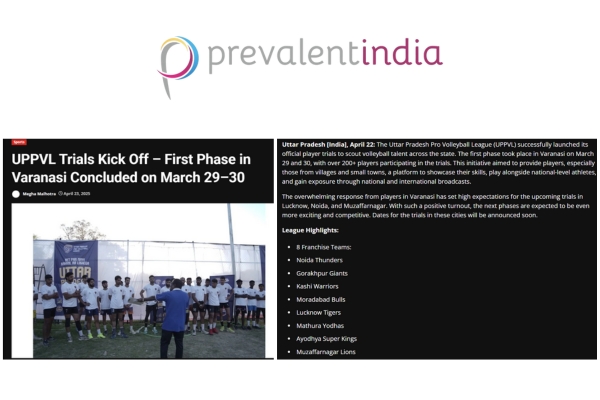 prevalentindia
Sports
UPPVL Trials Kick Off – First Phase in
Varanasi Concluded on March 29–30
Megha Malhotra April 23, 2025
UTTAR
Uttar Pradesh [India], April 22: The Uttar Pradesh Pro Volleyball League (UPPVL) successfully launched its
official player trials to scout volleyball talent across the state. The first phase took place in Varanasi on March
29 and 30, with over 200+ players participating in the trials. This initiative aimed to provide players, especially
those from villages and small towns, a platform to showcase their skills, play alongside national-level athletes,
and gain exposure through national and international broadcasts.
The overwhelming response from players in Varanasi has set high expectations for the upcoming trials in
Lucknow, Noida, and Muzaffarnagar. With such a positive turnout, the next phases are expected to be even
more exciting and competitive. Dates for the trials in these cities will be announced soon.
League Highlights:
• 8 Franchise Teams:
• Noida Thunders
• Gorakhpur Giants
• Kashi Warriors
• Moradabad Bulls
• Lucknow Tigers
• Mathura Yodhas
• Ayodhya Super Kings
• Muzaffarnagar Lions